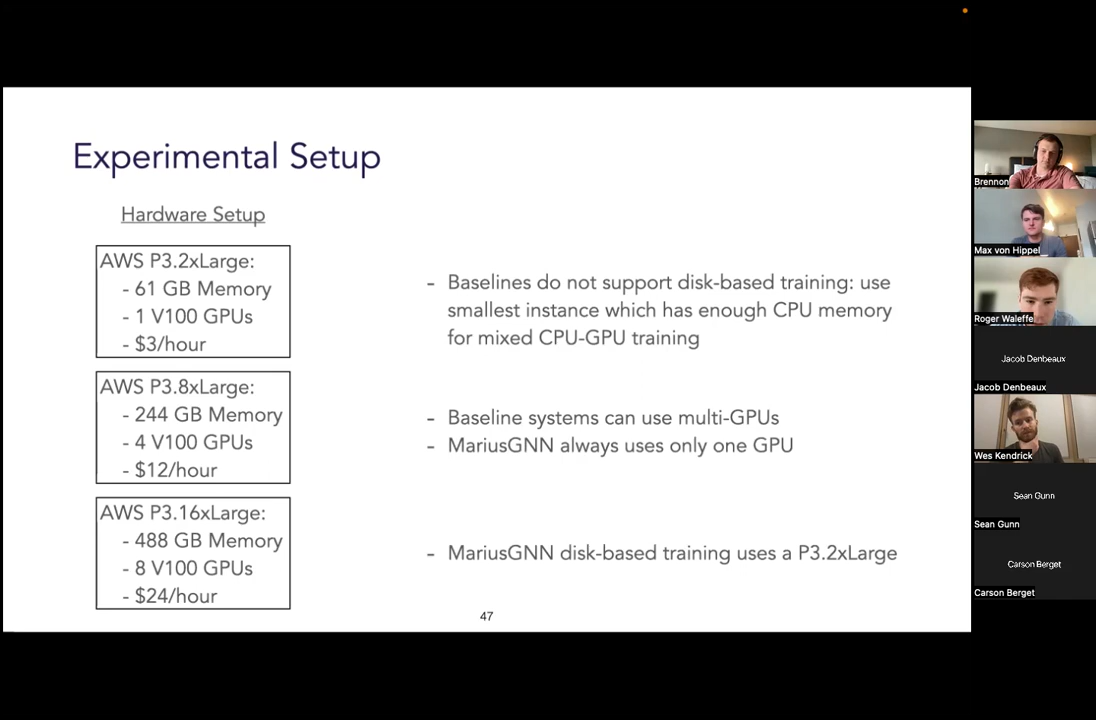 Experimental Setup
Hardware Setup
AWS P3.2xLarge:
- 61 GB Memory
- 1 V100 GPUs
- $3/hour
AWS P3.8xLarge:
- 244 GB Memory
- 4 V100 GPUs
- $12/hour
AWS P3.16xLarge:
- 488 GB Memory
- 8 V100 GPUs
- $24/hour
- Baselines do not support disk-based training: use
smallest instance which has enough CPU memory
for mixed CPU-GPU training
- Baseline systems can use multi-GPUs
- MariusGNN always uses only one GPU
- MariusGNN disk-based training uses a P3.2xLarge
47
Brennon
Max von Hippel
Roger Waleffe
Jacob Denbeaux
Jacob Denbeaux
Wes Kendrick
Sean Gunn
Sean Gunn
Carson Berget
Carson Berget